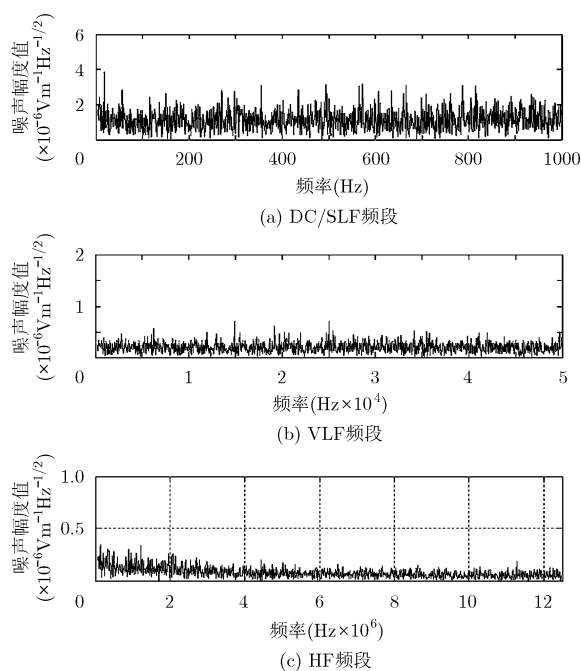 噪声幅度值
(×10⁻⁶Vm⁻¹Hz⁻¹/²)
6
4
2
200 400 600 800 1000
频率(Hz)
(a) DC/SLF频段
噪声幅度值
(×10⁻⁶Vm⁻¹Hz⁻¹/²)
2
1
1 2 3 4 5
频率(Hz×10⁴)
(b) VLF频段
噪声幅度值
(×10⁻⁶Vm⁻¹Hz⁻¹/²)
1.0
0.5
2 4 6 8 10 12
频率(Hz×10⁶)
(c) HF频段